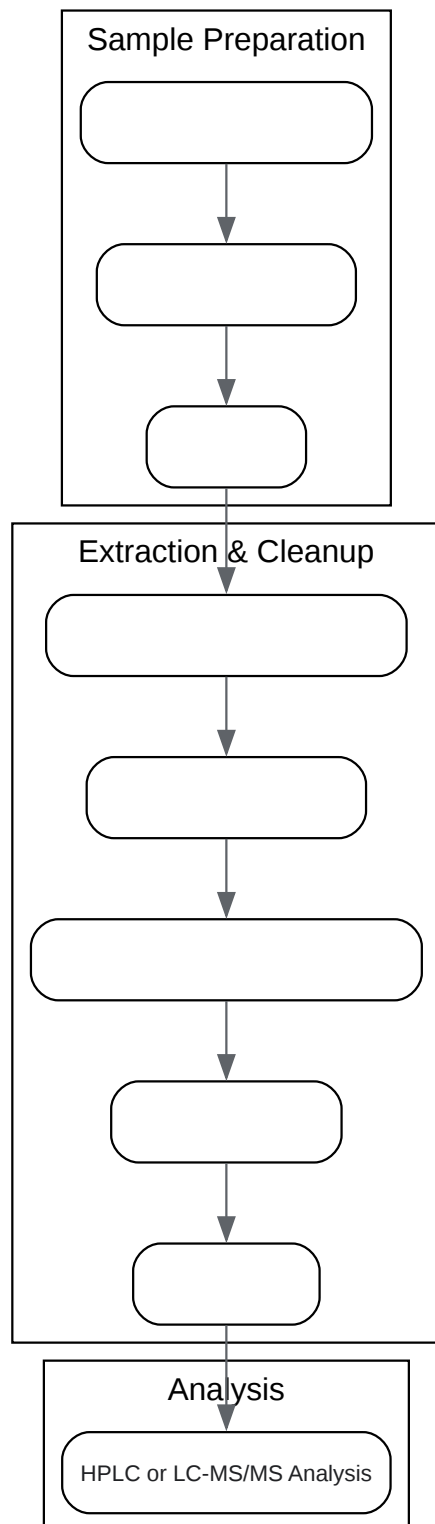 Sample Preparation
Extraction & Cleanup
Analysis
HPLC or LC-MS/MS Analysis